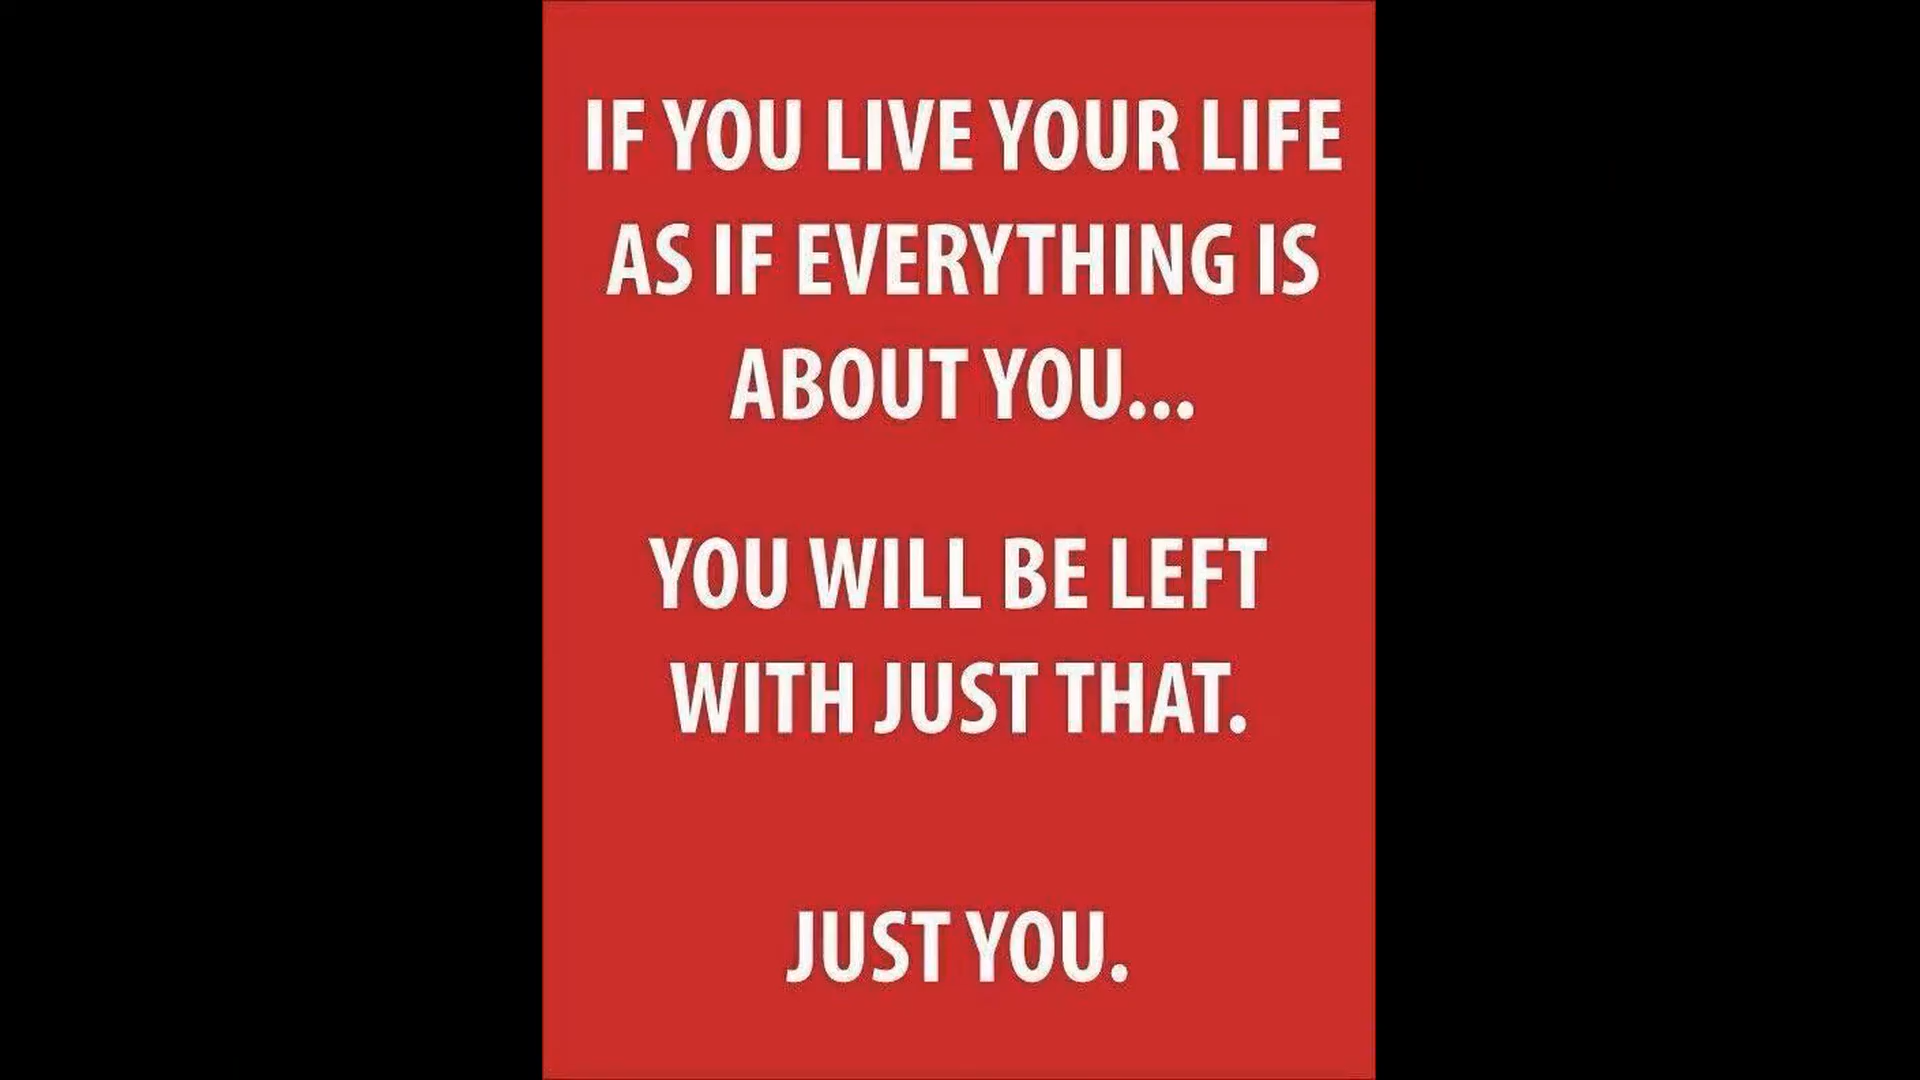 IF YOU LIVE YOUR LIFE
AS IF EVERYTHING IS
ABOUT YOU...
YOU WILL BE LEFT
WITH JUST THAT.
JUST YOU.